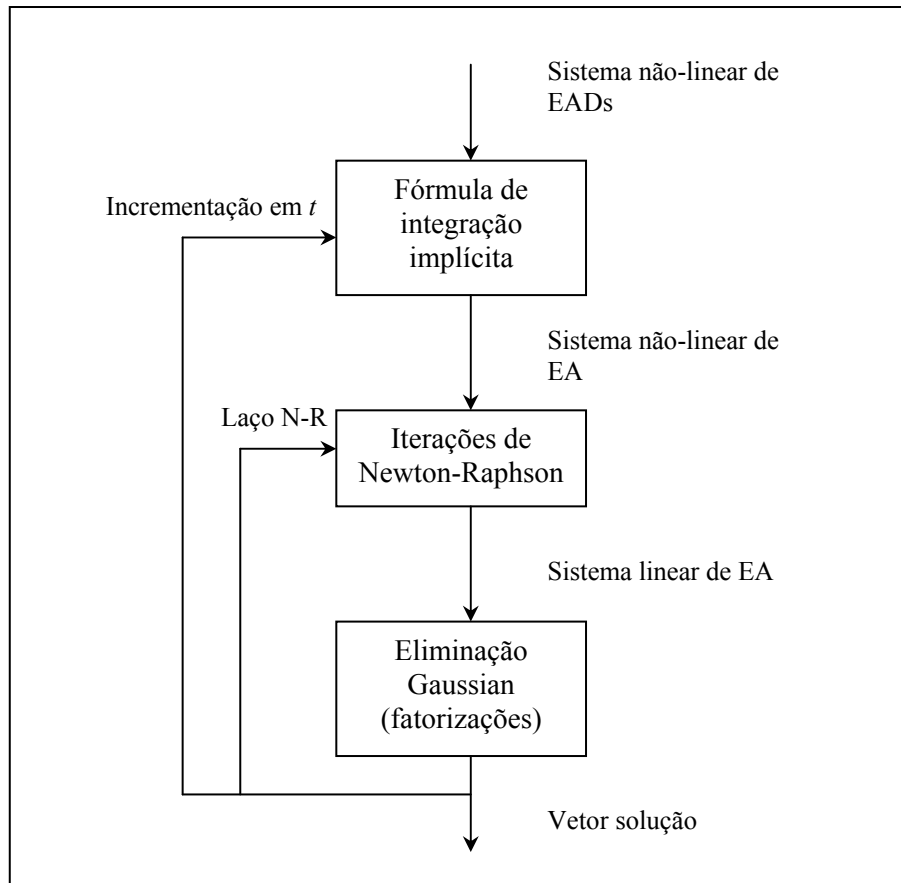 Sistema não-linear de
EADs
Fórmula de
integração
implícita
Incrementação em t
Sistema não-linear de
EA
Laço N-R
Iterações de
Newton-Raphson
Sistema linear de EA
Eliminação
Gaussian
(fatorizações)
Vetor solução